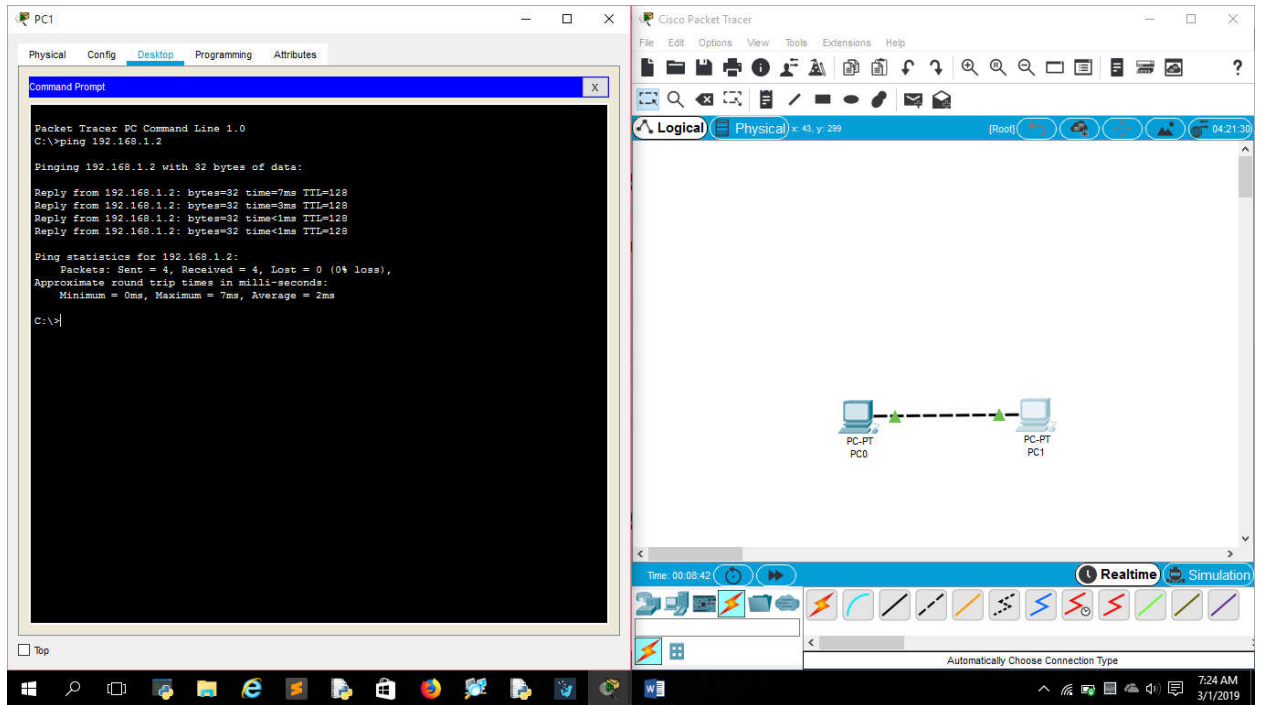 PC1
Physical Config Desktop Programming Attributes
Command Prompt
X
Packet Tracer PC Command Line 1.0
C:\>ping 192.168.1.2
Pinging 192.168.1.2 with 32 bytes of data:
Reply from 192.168.1.2: bytes=32 time=7ms TTL=128
Reply from 192.168.1.2: bytes=32 time=3ms TTL=128
Reply from 192.168.1.2: bytes=32 time<1ms TTL=128
Reply from 192.168.1.2: bytes=32 time<1ms TTL=128
Ping statistics for 192.168.1.2:
Packets: Sent = 4, Received = 4, Lost = 0 (0% loss),
Approximate round trip times in milli-seconds:
Minimum = 0ms, Maximum = 7ms, Average = 2ms
C:\>
Top
Cisco Packet Tracer
File Edit Options View Tools Extensions Help
?
Logical Physical x: 43, y: 299 [Root] 04:21:30
PC-PT
PC0
PC-PT
PC1
Time: 00:08:42 Realtime Simulation
Automatically Choose Connection Type
7:24 AM
3/1/2019